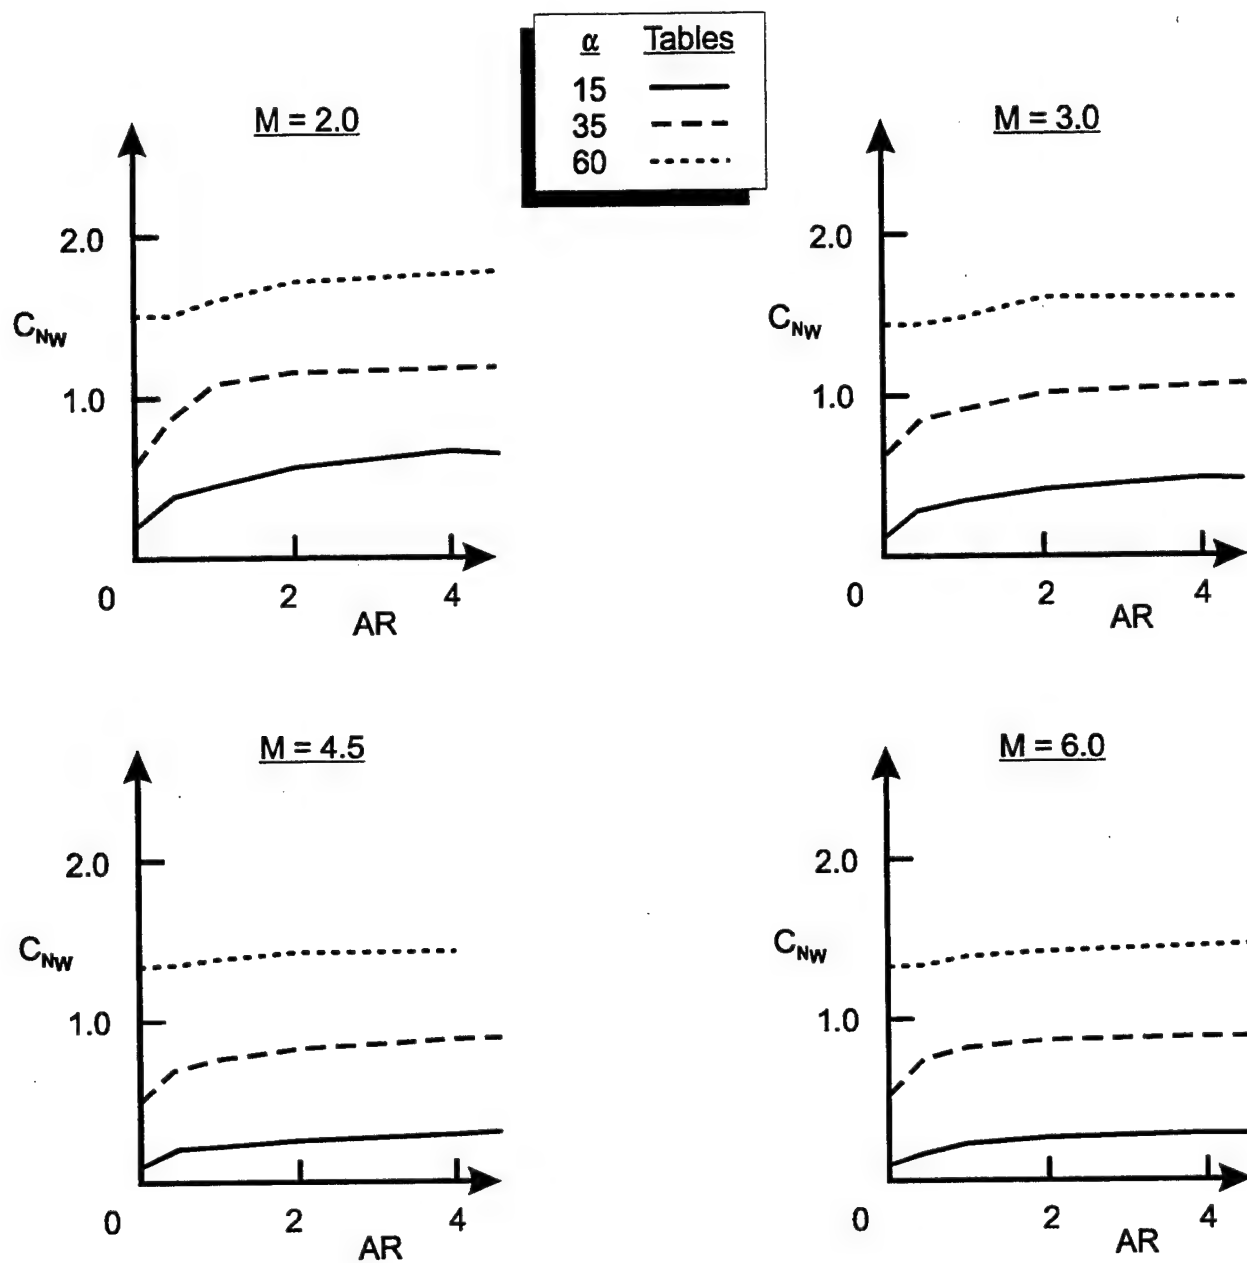 α Tables
15
35
60
M = 2.0
2.0
C_NW
1.0
0 2 4
AR
M = 3.0
2.0
C_NW
1.0
0 2 4
AR
M = 4.5
2.0
C_NW
1.0
0 2 4
AR
M = 6.0
2.0
C_NW
1.0
0 2 4
AR